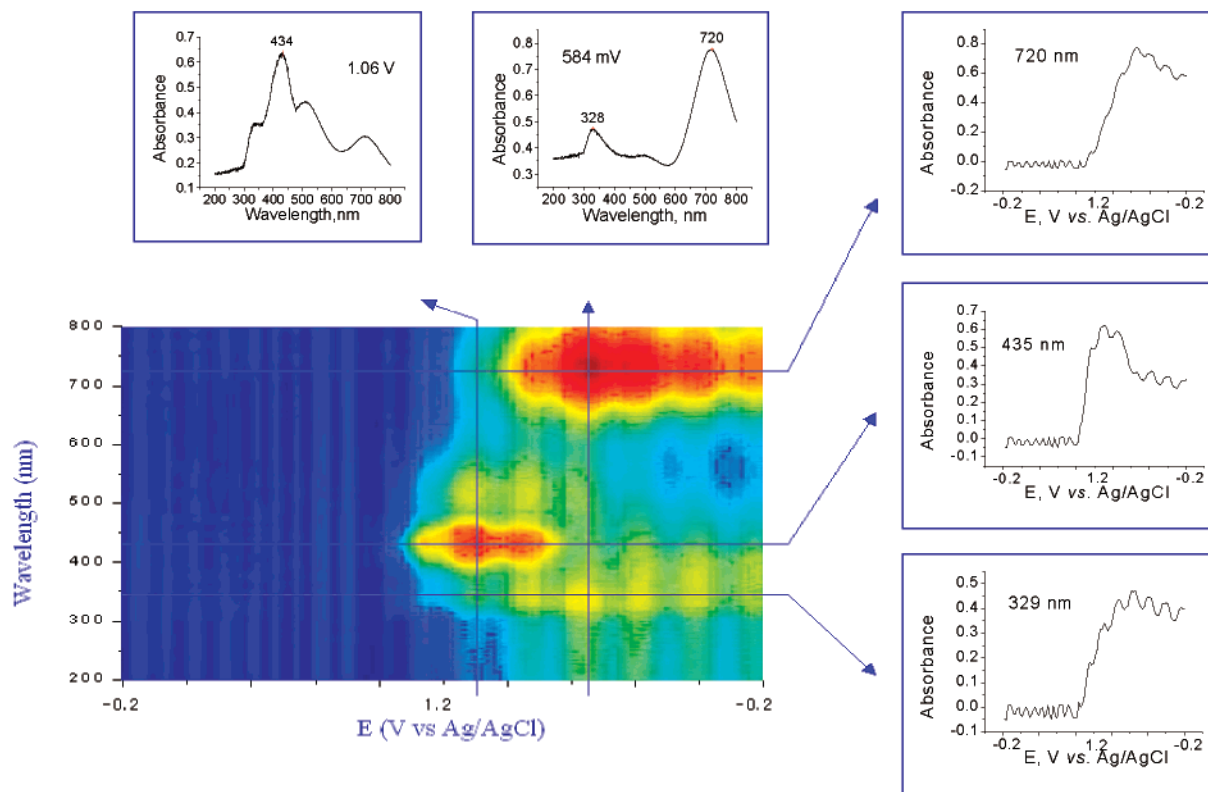 434
1.06 V
Absorbance
0.7
0.6
0.5
0.4
0.3
0.2
0.1
200 300 400 500 600 700 800
Wavelength,nm
720
584 mV
328
Absorbance
0.8
0.7
0.6
0.5
0.4
0.3
200 300 400 500 600 700 800
Wavelength, nm
720 nm
Absorbance
0.8
0.6
0.4
0.2
0.0
-0.2
-0.2 1.2 -0.2
E, V vs. Ag/AgCl
435 nm
Absorbance
0.7
0.6
0.5
0.4
0.3
0.2
0.1
0.0
-0.1
-0.2 1.2 -0.2
E, V vs. Ag/AgCl
329 nm
Absorbance
0.5
0.4
0.3
0.2
0.1
0.0
-0.1
-0.2 1.2 -0.2
E, V vs. Ag/AgCl
Wavelength (nm)
800
700
600
500
400
300
200
-0.2 1.2 -0.2
E (V vs Ag/AgCl)